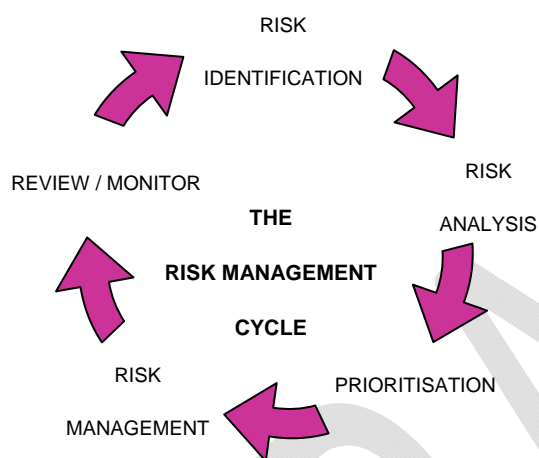 RISK
IDENTIFICATION
RISK
ANALYSIS
PRIORITISATION
RISK
MANAGEMENT
REVIEW / MONITOR
THE
RISK MANAGEMENT
CYCLE